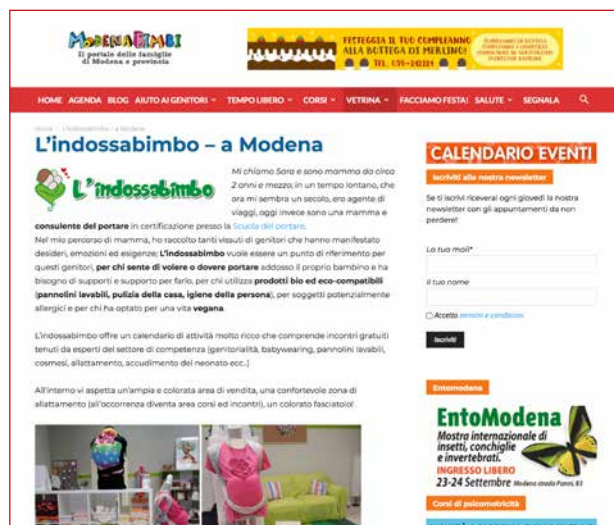 MODENABIMBI
Il portale delle famiglie
di Modena e provincia
FESTEGGIA IL TUO COMPLEANNO
ALLA BOTTEGA DI MERLINO!
HOME AGENDA BLOG AIUTO AI GENITORI TEMPO LIBERO CORSI VETRINA FACCIAMO FESTA! SALUTE SEGNALA
Home L'indossabimbo – a Modena
L'indossabimbo – a Modena
L'indossabimbo
Mi chiamo Sara e sono mamma da circa
2 anni e mezzo; in un tempo lontano, che
ora mi sembra un secolo, ero agente di
viaggi, oggi invece sono una mamma e
consulente del portare in certificazione presso la Scuola del portare.
Nel mio percorso di mamma, ho raccolto tanti vissuti di genitori che hanno manifestato
desideri, emozioni ed esigenze; L'indossabimbo vuole essere un punto di riferimento per
questi genitori, per chi sente di volere o dovere portare addosso il proprio bambino e ha
bisogno di supporti e supporto per farlo, per chi utilizza prodotti bio ed eco-compatibili
(pannolini lavabili, pulizia della casa, igiene della persona), per soggetti potenzialmente
allergici e per chi ha optato per una vita vegana.
L'indossabimbo offre un calendario di attività molto ricco che comprende incontri gratuiti
tenuti da esperti del settore di competenza (genitorialità, babywearing, pannolini lavabili,
cosmesi, allattamento, accudimento del neonato ecc..)
All'interno vi aspetta un'ampia e colorata area di vendita, una confortevole zona di
allattamento (all'occorrenza diventa area corsi ed incontri), un colorato fasciatoio!
CALENDARIO EVENTI
Iscriviti alla nostra newsletter
Se ti iscrivi riceverai ogni giovedì la nostra
newsletter con gli appuntamenti da non
perdere!
La tua mail*
Il tuo nome
Accetto termini e condizioni
Iscriviti
Entomodena
EntoModena
Mostra internazionale di
insetti, conchiglie
e invertebrati.
INGRESSO LIBERO
23-24 Settembre Modena strada Panni, 83
Corsi di psicomotricità